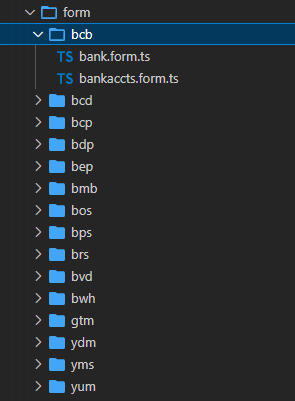 form
bcb
TS bank.form.ts
TS bankaccts.form.ts
bcd
bcp
bdp
bep
bmb
bos
bps
brs
bvd
bwh
gtm
ydm
yms
yum